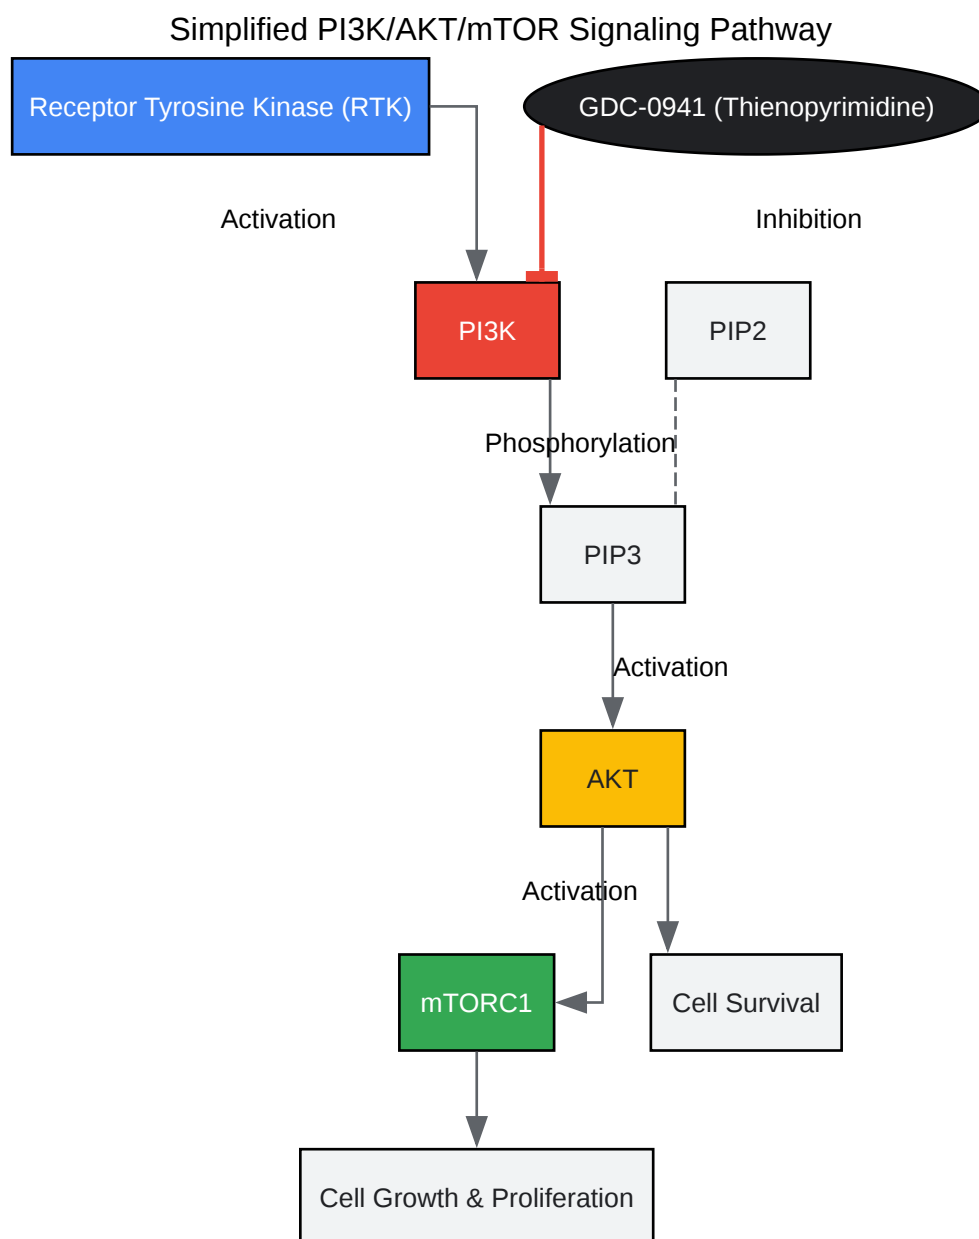 Simplified PI3K/AKT/mTOR Signaling Pathway
Receptor Tyrosine Kinase (RTK)
GDC-0941 (Thienopyrimidine)
Activation
Inhibition
PI3K
PIP2
Phosphorylation
PIP3
Activation
AKT
Activation
mTORC1
Cell Survival
Cell Growth & Proliferation